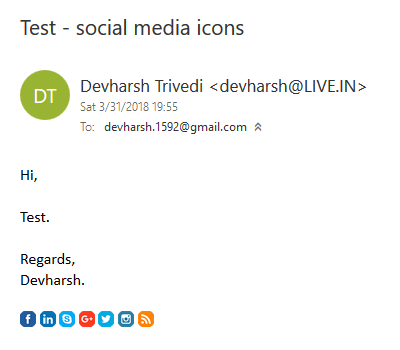 Test - social media icons
DT
Devharsh Trivedi <devharsh@LIVE.IN>
Sat 3/31/2018 19:55
To: devharsh.1592@gmail.com
Hi,
Test.
Regards,
Devharsh.
f in S G+